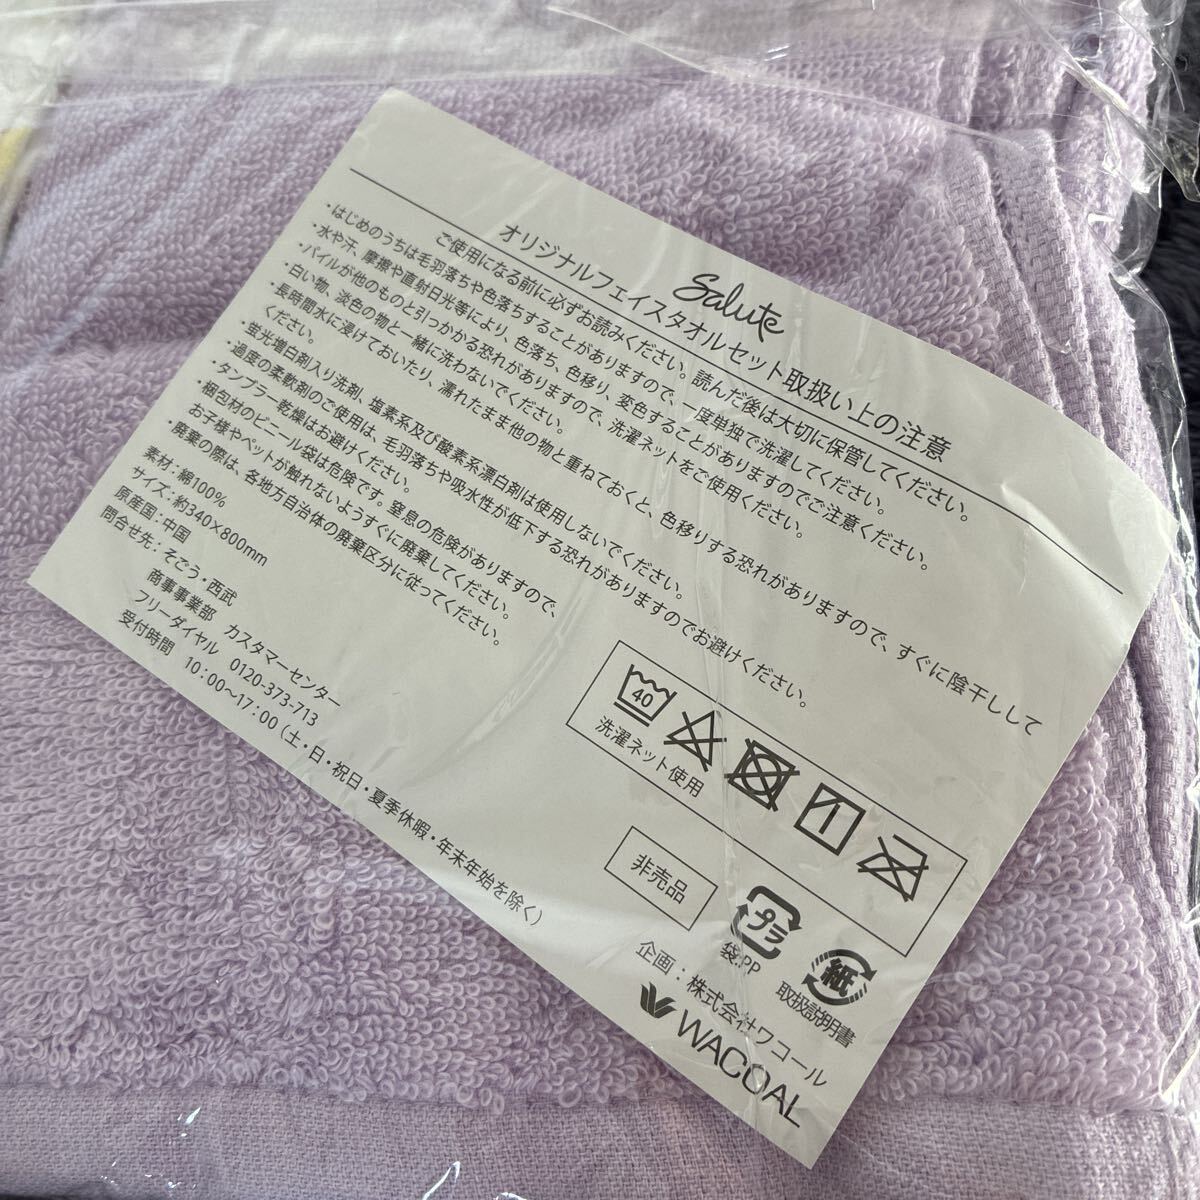 Salute
オリジナルフェイスタオルセット取扱い上の注意
ご使用になる前に必ずお読みください。読んだ後は大切に保管してください。
・はじめのうちは毛羽落ちや色落ちすることがありますので、一度単独で洗濯してください。
・水や汗、摩擦や直射日光等により、色落ち、色移り、変色することがありますのでご注意ください。
・パイルが他のものと引っかかる恐れがありますので、洗濯ネットをご使用ください。
・白い物、淡色の物と一緒に洗わないでください。
・長時間水に浸けておいたり、濡れたまま他の物と重ねておくと、色移りする恐れがありますので、すぐに陰干しして
ください。
・蛍光増白剤入り洗剤、塩素系及び酸素系漂白剤は使用しないでください。
・過度の柔軟剤のご使用は、毛羽落ちや吸水性が低下する恐れがありますのでお避けください。
・タンブラー乾燥はお避けください。
・梱包材のビニール袋は危険です。窒息の危険がありますので、
お子様やペットが触れないようすぐに廃棄してください。
・廃棄の際は、各地方自治体の廃棄区分に従ってください。
素材：綿100%
サイズ：約340×800mm
原産国：中国
問合せ先：そごう・西武
商事事業部 カスタマーセンター
フリーダイヤル 0120-373-713
受付時間 10：00〜17：00（土・日・祝日・夏季休暇・年末年始を除く）
40
洗濯ネット使用
非売品
プラ
袋:PP
紙
取扱説明書
企画：株式会社ワコール
WACOAL